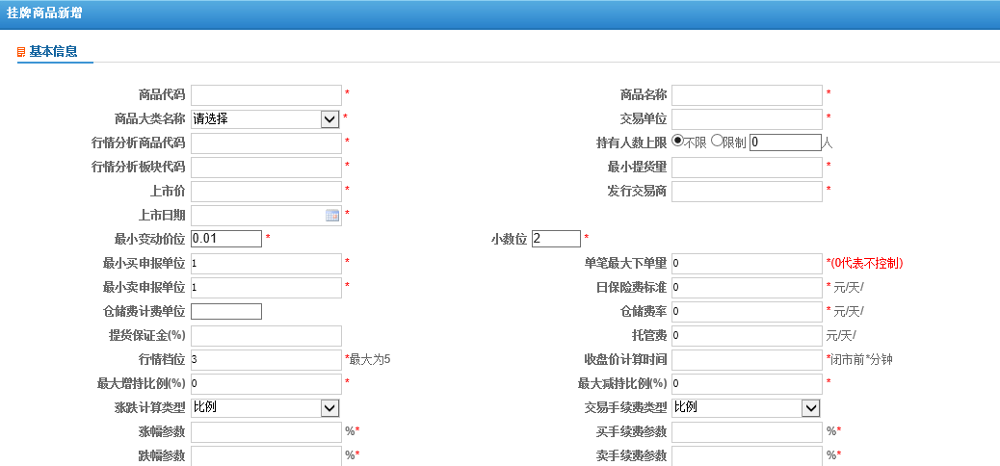 挂牌商品新增
基本信息
商品代码 * 商品名称 *
商品大类名称 请选择 * 交易单位 *
行情分析商品代码 * 持有人数上限 不限 限制 0 人
行情分析板块代码 * 最小提货量 *
上市价 * 发行交易商 *
上市日期 *
最小变动价位 0.01 * 小数位 2 *
最小买申报单位 1 * 单笔最大下单量 0 *(0代表不控制)
最小卖申报单位 1 * 日保险费标准 0 * 元/天/
仓储费计费单位 仓储费率 0 * 元/天/
提货保证金(%) 托管费 0 元/天/
行情档位 3 *最大为5 收盘价计算时间 *闭市前*分钟
最大增持比例(%) 0 * 最大减持比例(%) 0 *
涨跌计算类型 比例 交易手续费类型 比例
涨幅参数 %* 买手续费参数 %*
跌幅参数 %* 卖手续费参数 %*